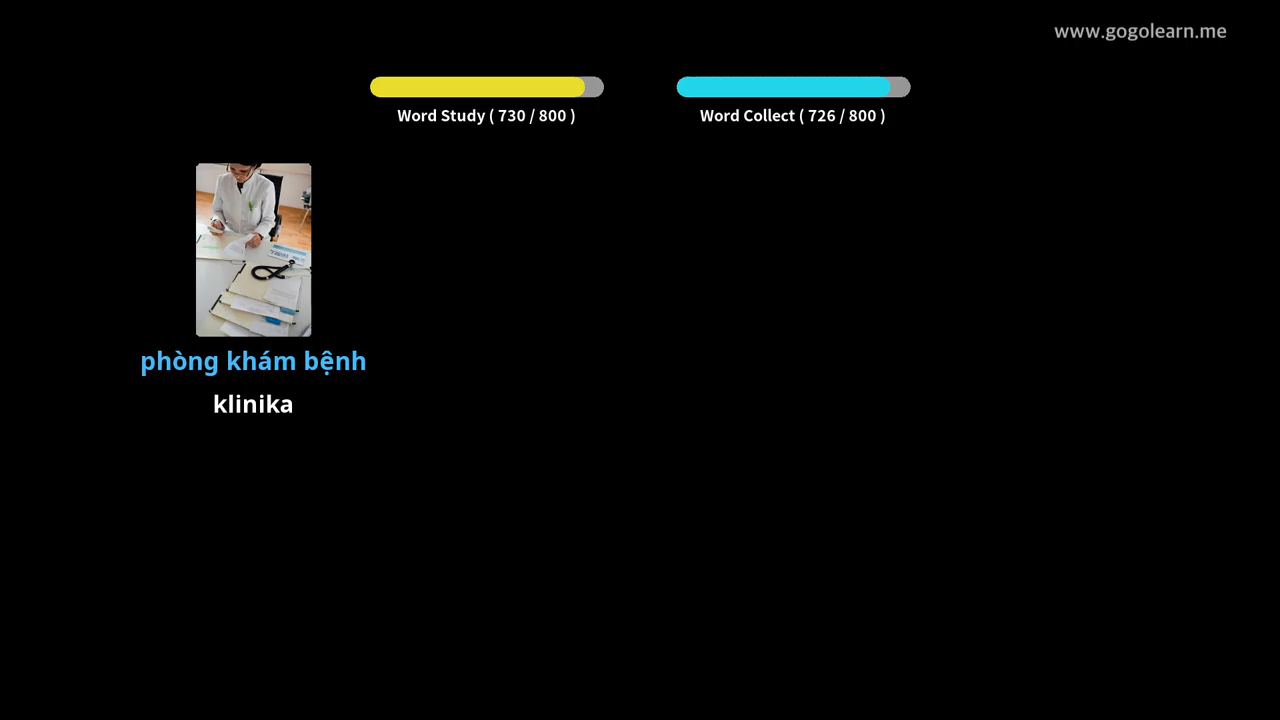 www.gogolearn.me
Word Study ( 730 / 800 )
Word Collect ( 726 / 800 )
phòng khám bệnh
klinika